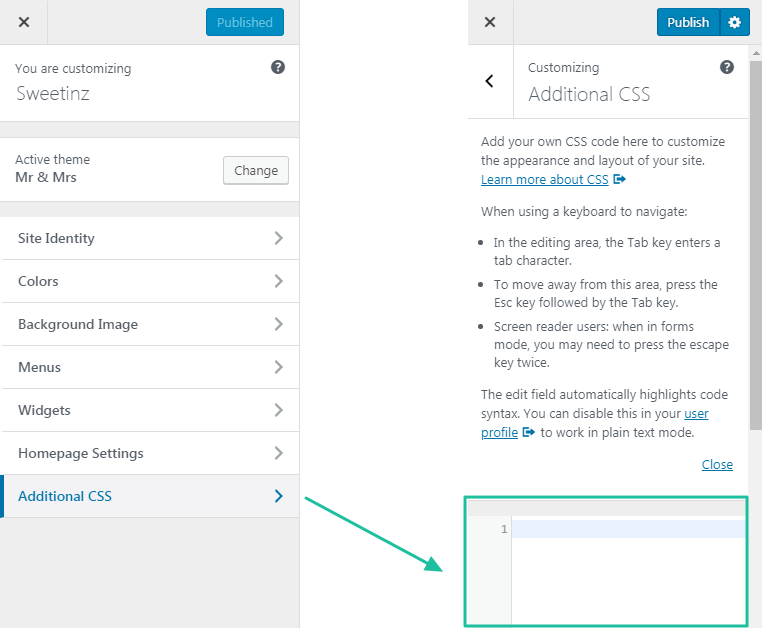 Published
You are customizing
Sweetinz
Active theme
Mr & Mrs
Change
Site Identity
Colors
Background Image
Menus
Widgets
Homepage Settings
Additional CSS
Publish
Customizing
Additional CSS
Add your own CSS code here to customize
the appearance and layout of your site.
Learn more about CSS
When using a keyboard to navigate:
In the editing area, the Tab key enters a
tab character.
To move away from this area, press the
Esc key followed by the Tab key.
Screen reader users: when in forms
mode, you may need to press the escape
key twice.
The edit field automatically highlights code
syntax. You can disable this in your user
profile to work in plain text mode.
Close
1